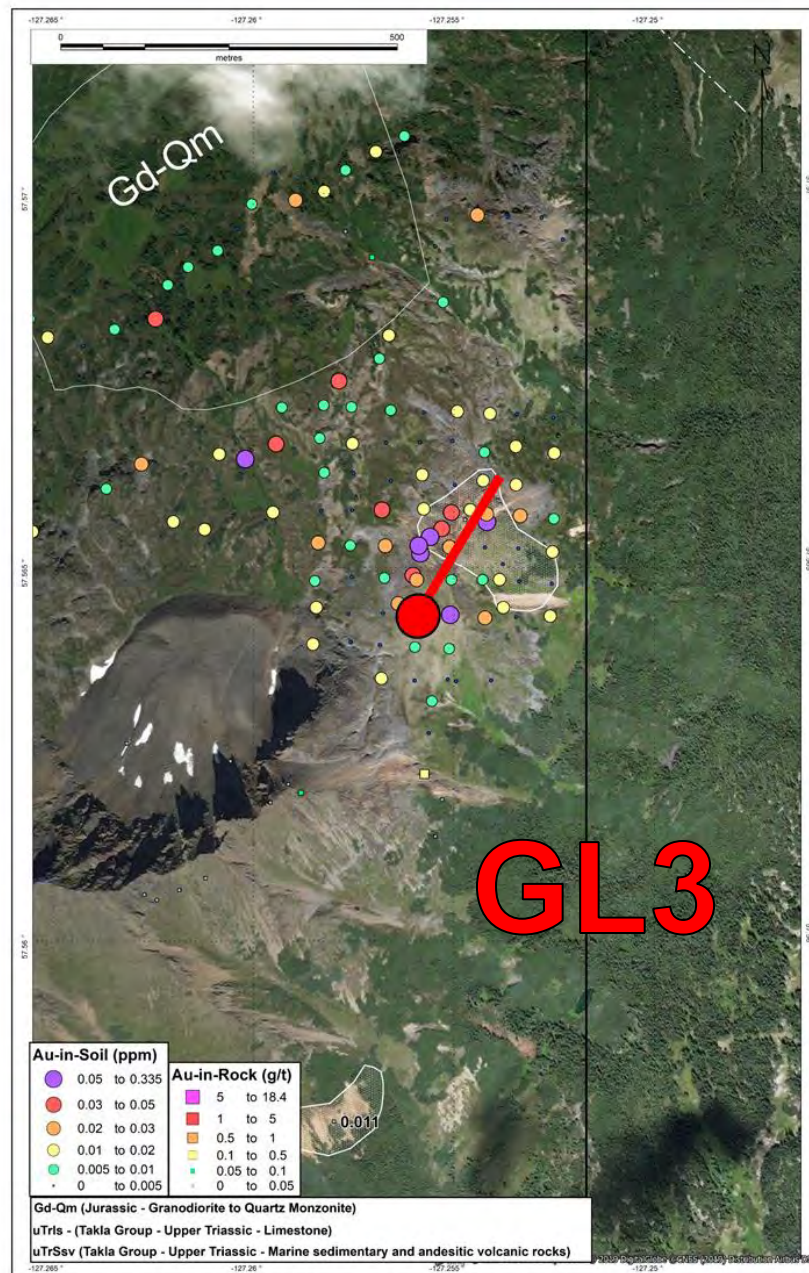 -127.265 ° -127.26 ° -127.255 ° -127.25 °
0 500
metres
N
Gd-Qm
57.57
57.565
GL3
57.56
0.011
Au-in-Soil (ppm)
0.05 to 0.335
0.03 to 0.05
0.02 to 0.03
0.01 to 0.02
0.005 to 0.01
0 to 0.005
Au-in-Rock (g/t)
5 to 18.4
1 to 5
0.5 to 1
0.1 to 0.5
0.05 to 0.1
0 to 0.05
Gd-Qm (Jurassic - Granodiorite to Quartz Monzonite)
uTrls - (Takla Group - Upper Triassic - Limestone)
uTrSsv (Takla Group - Upper Triassic - Marine sedimentary and andesitic volcanic rocks)
-127.265 ° -127.26 ° -127.255 ° -127.25 °